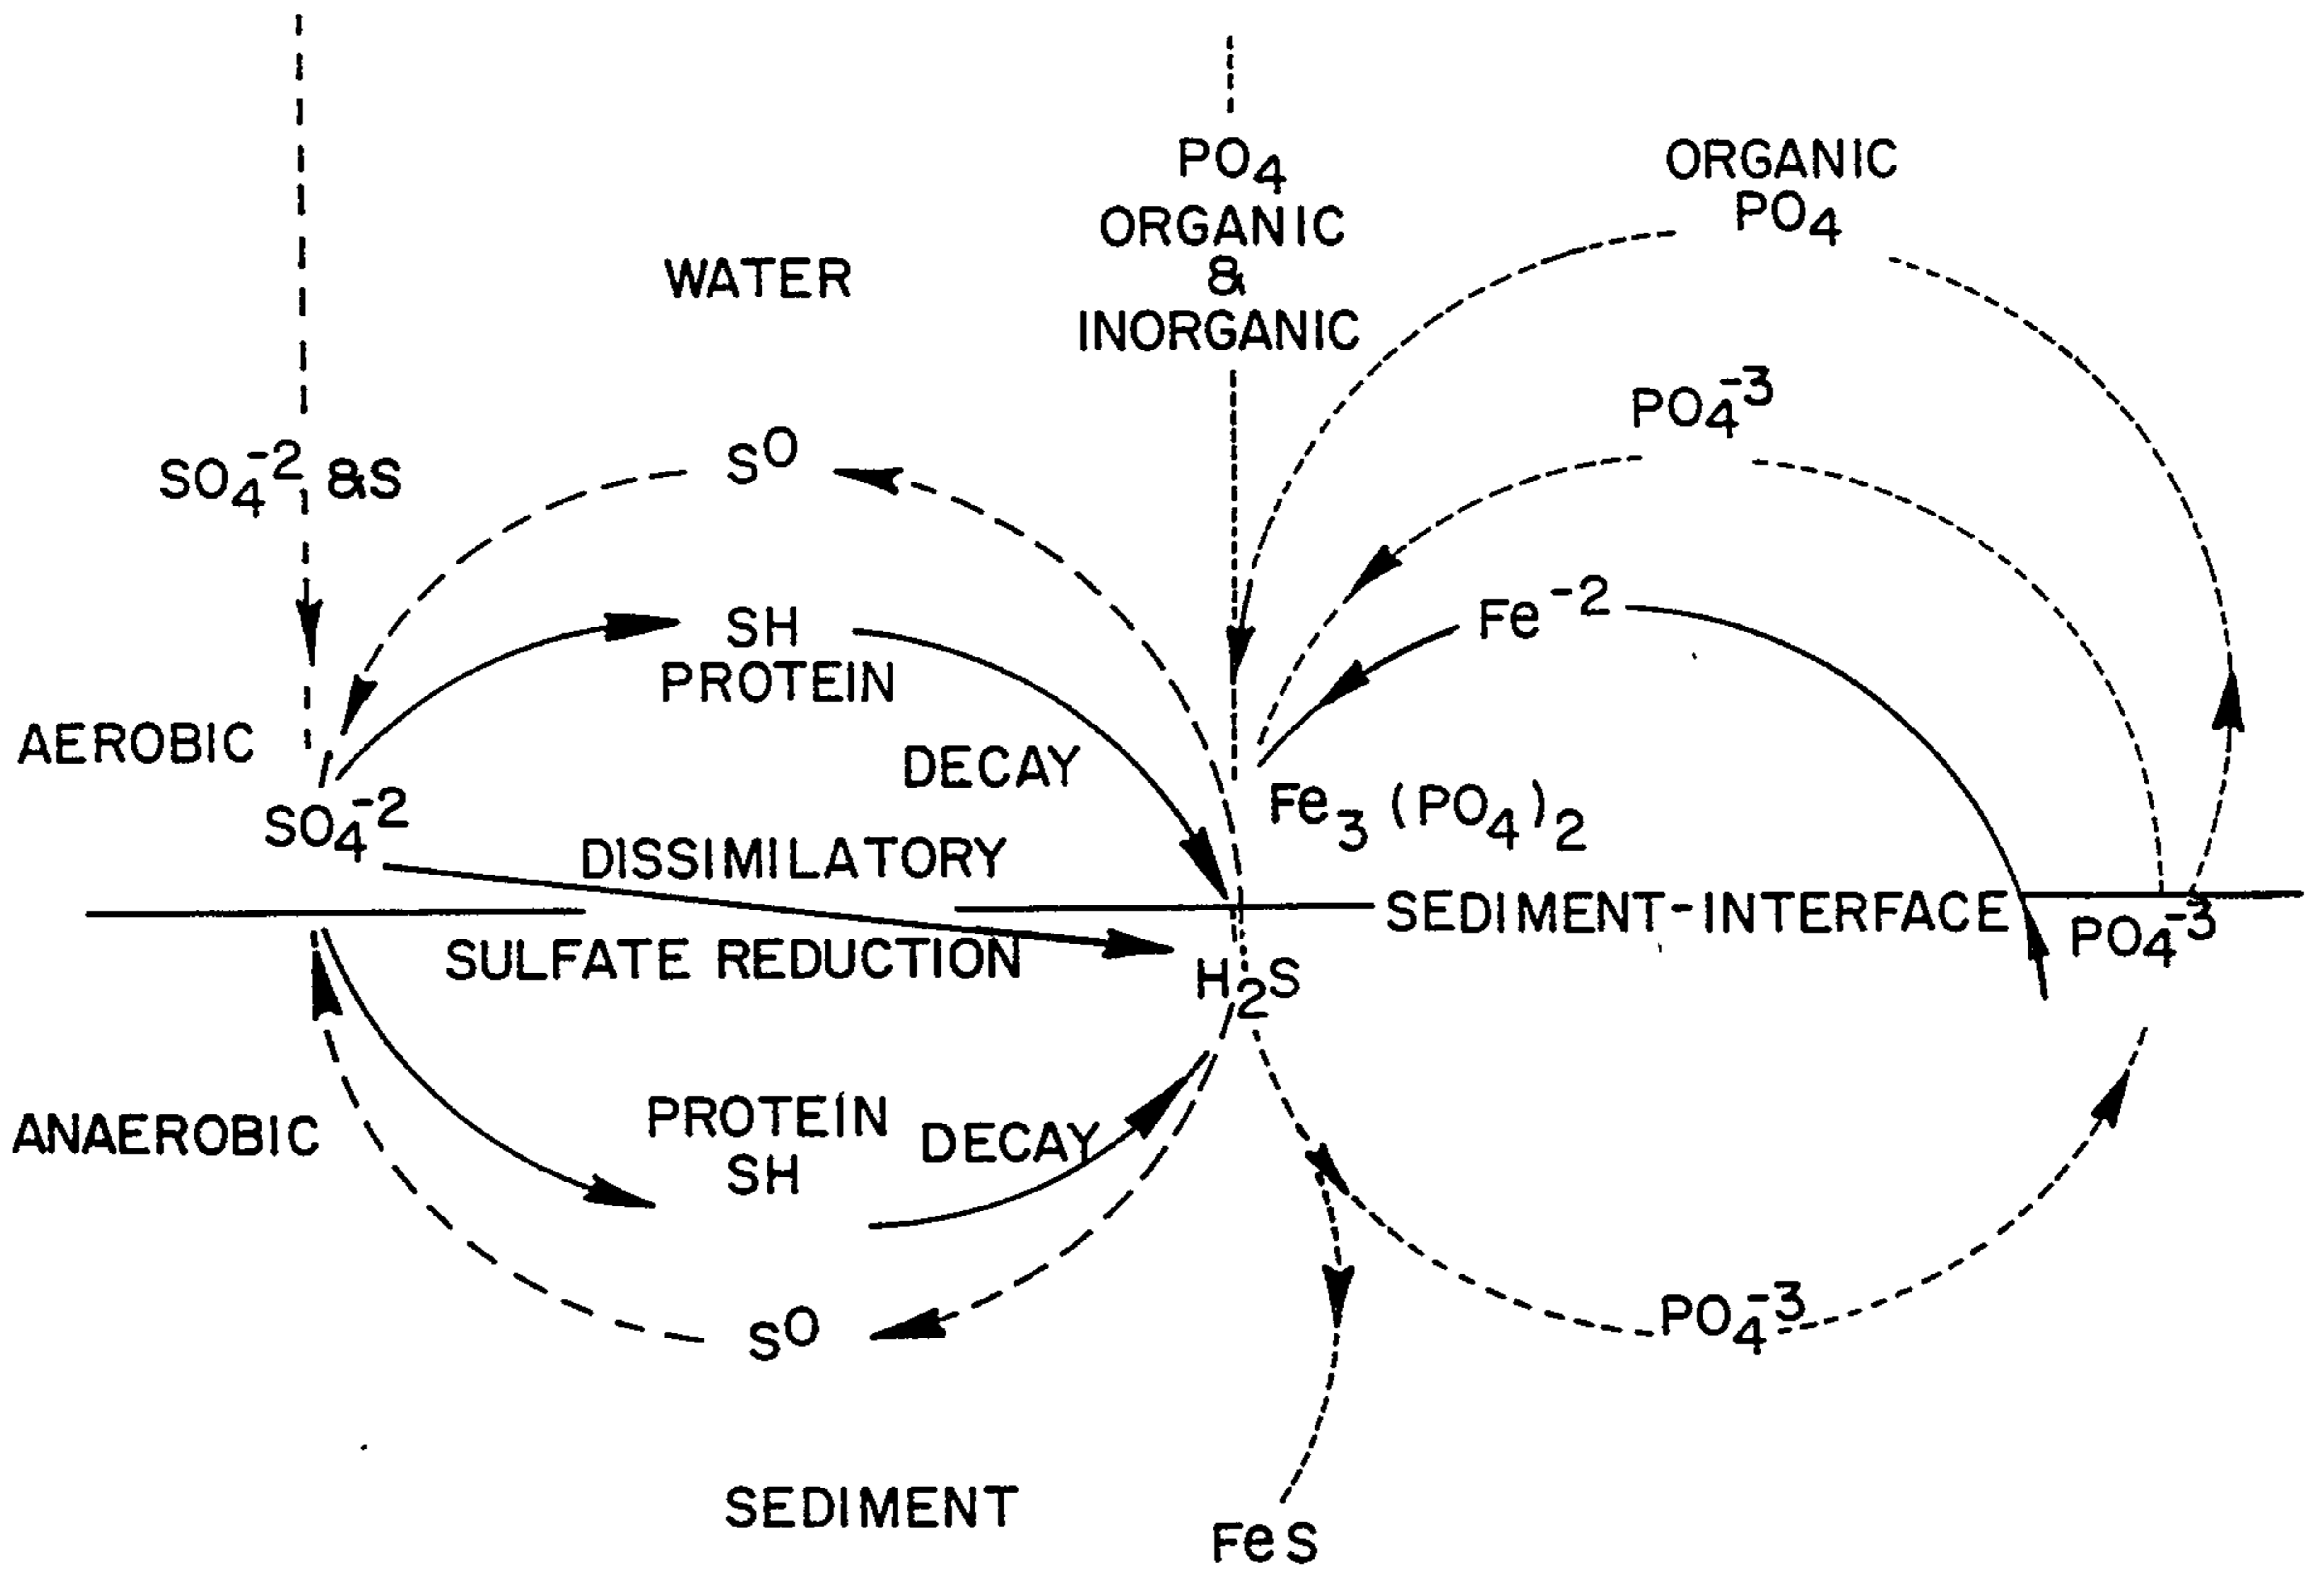 PO₄
ORGANIC
&
INORGANIC
ORGANIC
PO₄
WATER
PO₄⁻³
SO₄⁻² &S
S⁰
Fe⁻²
SH
PROTEIN
AEROBIC
DECAY
SO₄⁻²
Fe₃(PO₄)₂
DISSIMILATORY
SEDIMENT-INTERFACE
PO₄⁻³
SULFATE REDUCTION
H₂S
ANAEROBIC
PROTEIN
SH
DECAY
PO₄⁻³
S⁰
SEDIMENT
FeS